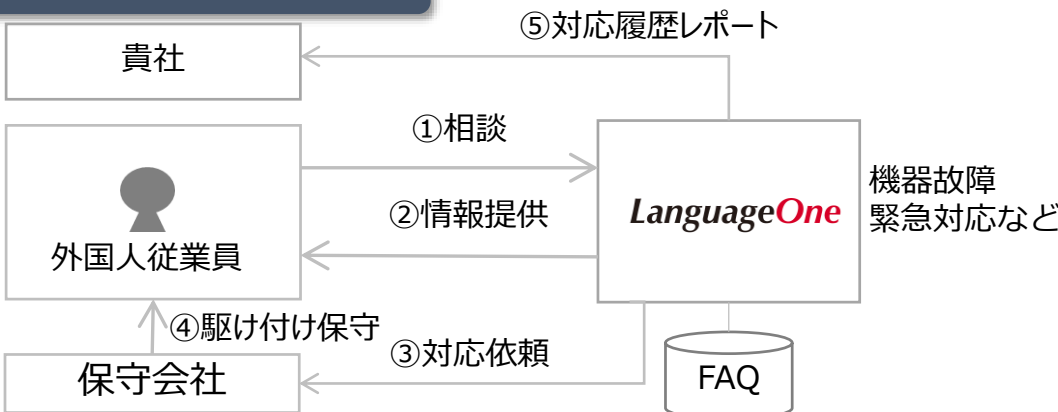 ⑤対応履歴レポート
貴社
①相談
機器故障
緊急対応など
②情報提供
LanguageOne
外国人従業員
④駆け付け保守
③対応依頼
保守会社
FAQ